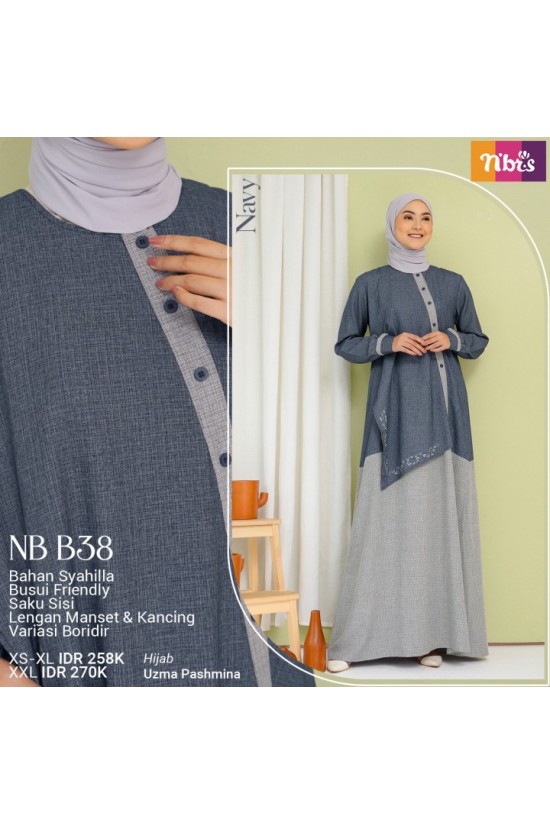 Navy
Nibr's
NB B38
Bahan Syahilla
Busui Friendly
Saku Sisi
Lengan Manset & Kancing
Variasi Boridir
XS-XL IDR 258K
XXL IDR 270K
Hijab
Uzma Pashmina